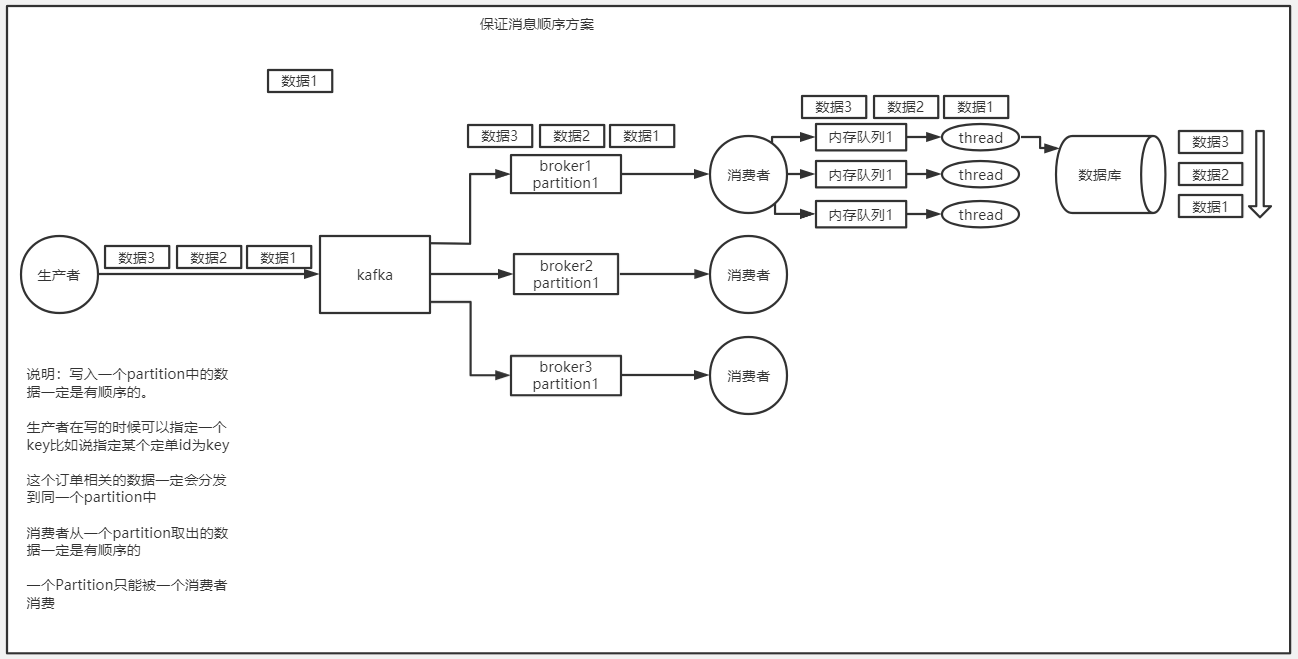 保证消息顺序方案
数据1
数据3 数据2 数据1
数据3 数据2 数据1
broker1
partition1
消费者
内存队列1 thread
内存队列1 thread
内存队列1 thread
数据库
数据3
数据2
数据1
生产者
数据3 数据2 数据1
kafka
broker2
partition1
消费者
broker3
partition1
消费者
说明：写入一个partition中的数
据一定是有顺序的。
生产者在写的时候可以指定一个
key比如说指定某个定单id为key
这个订单相关的数据一定会分发
到同一个partition中
消费者从一个partition取出的数
据一定是有顺序的
一个Partition只能被一个消费者
消费